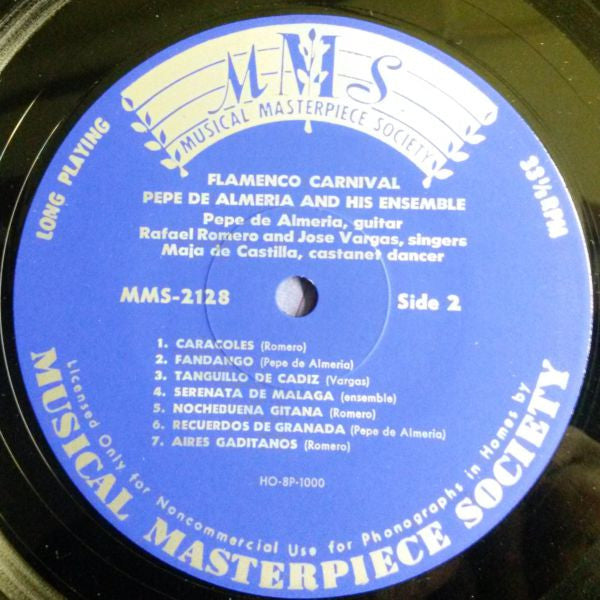 MMS
MUSICAL MASTERPIECE SOCIETY
LONG PLAYING
33⅓ RPM
FLAMENCO CARNIVAL
PEPE DE ALMERIA AND HIS ENSEMBLE
Pepe de Almeria, guitar
Rafael Romero and Jose Vargas, singers
Maja de Castilla, castanet dancer
MMS-2128
Side 2
1. CARACOLES (Romero)
2. FANDANGO (Pepe de Almeria)
3. TANGUILLO DE CADIZ (Vargas)
4. SERENATA DE MALAGA (ensemble)
5. NOCHEBUENA GITANA (Romero)
6. RECUERDOS DE GRANADA (Pepe de Almeria)
7. AIRES GADITANOS (Romero)
HO-8P-1000
Licensed Only for Noncommercial Use for Phonographs in Homes by
MUSICAL MASTERPIECE SOCIETY